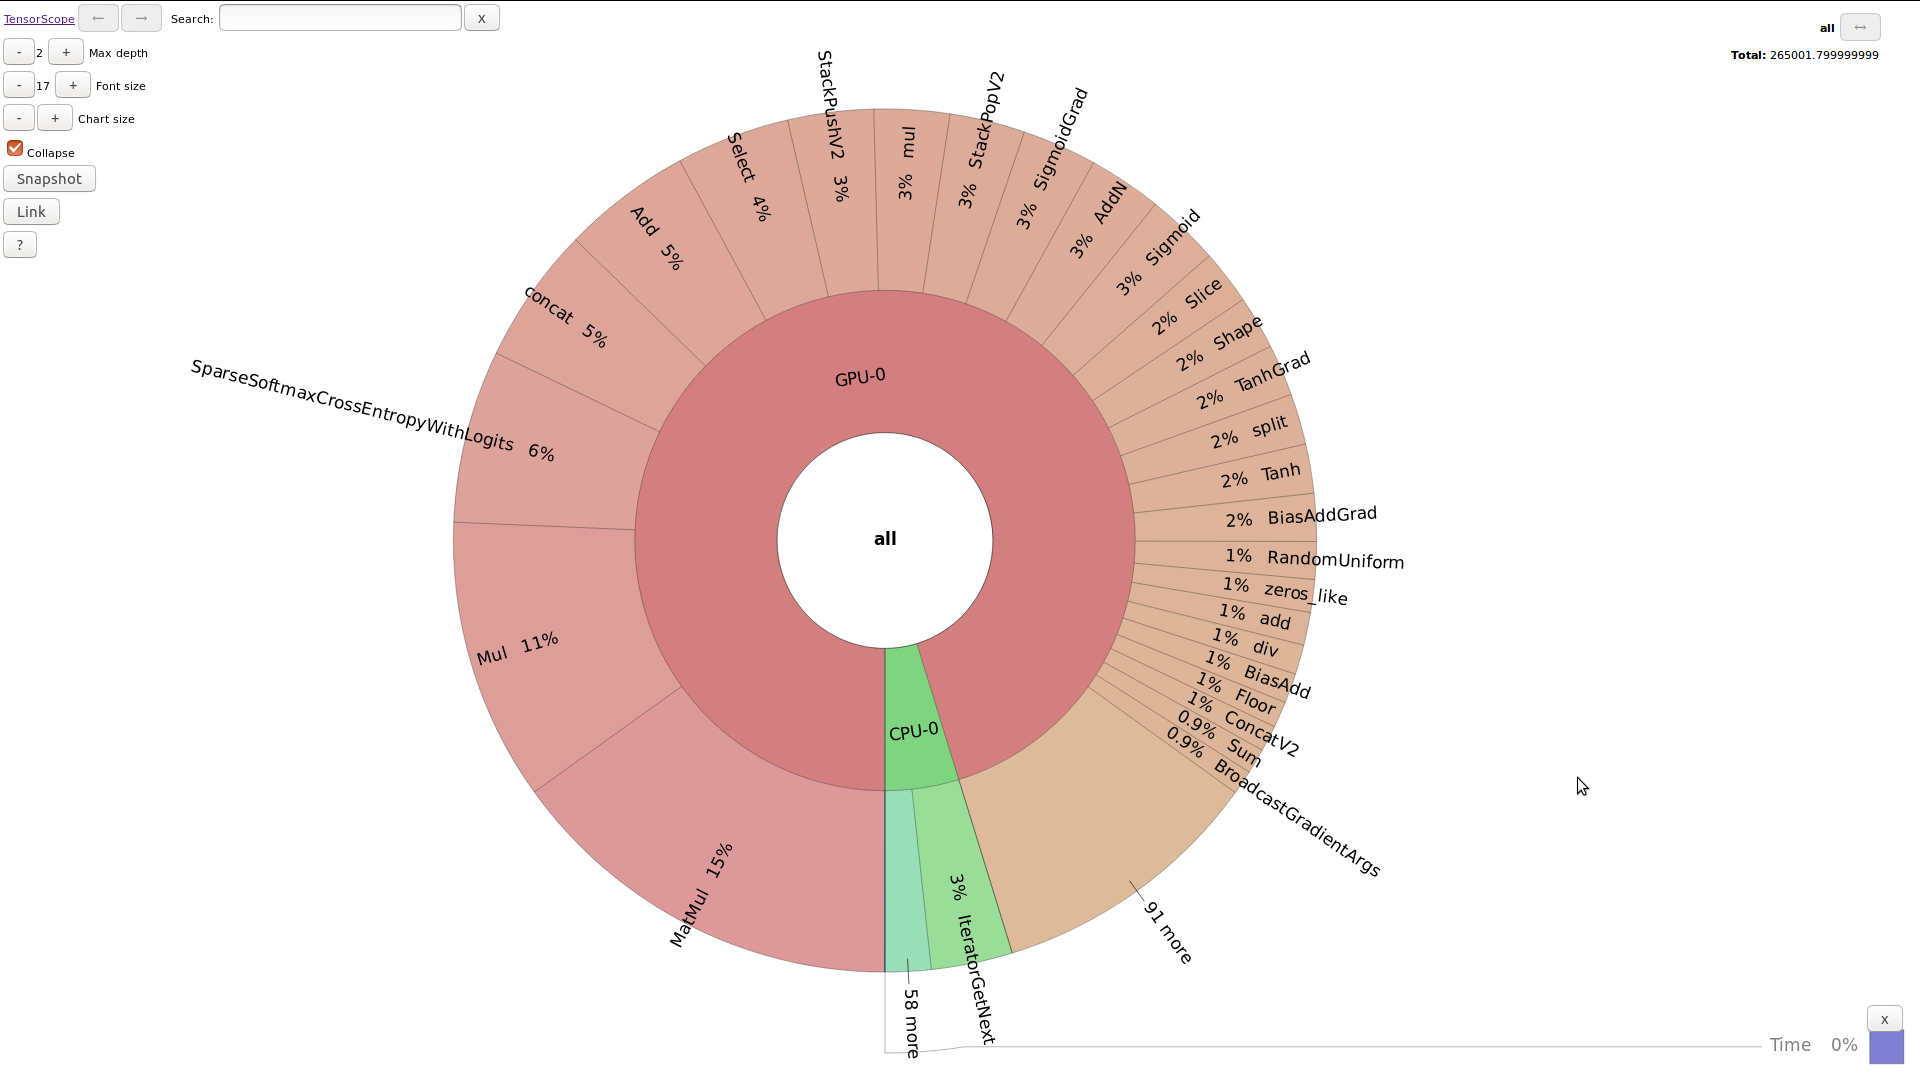 TensorScope ← → Search: x
- 2 + Max depth
- 17 + Font size
- + Chart size
Collapse
Snapshot
Link
?
all ↔
Total: 265001.799999999
all
GPU-0
CPU-0
MatMul 15%
Mul 11%
SparseSoftmaxCrossEntropyWithLogits 6%
concat 5%
Add 5%
Select 4%
StackPushV2 3%
3% mul
3% StackPopV2
3% SigmoidGrad
3% AddN
3% Sigmoid
2% Slice
2% Shape
2% TanhGrad
2% split
2% Tanh
2% BiasAddGrad
1% RandomUniform
1% zeros_like
1% add
1% div
1% BiasAdd
1% Floor
1% ConcatV2
0.9% Sum
0.9% BroadcastGradientArgs
91 more
3% IteratorGetNext
58 more
x
Time 0%